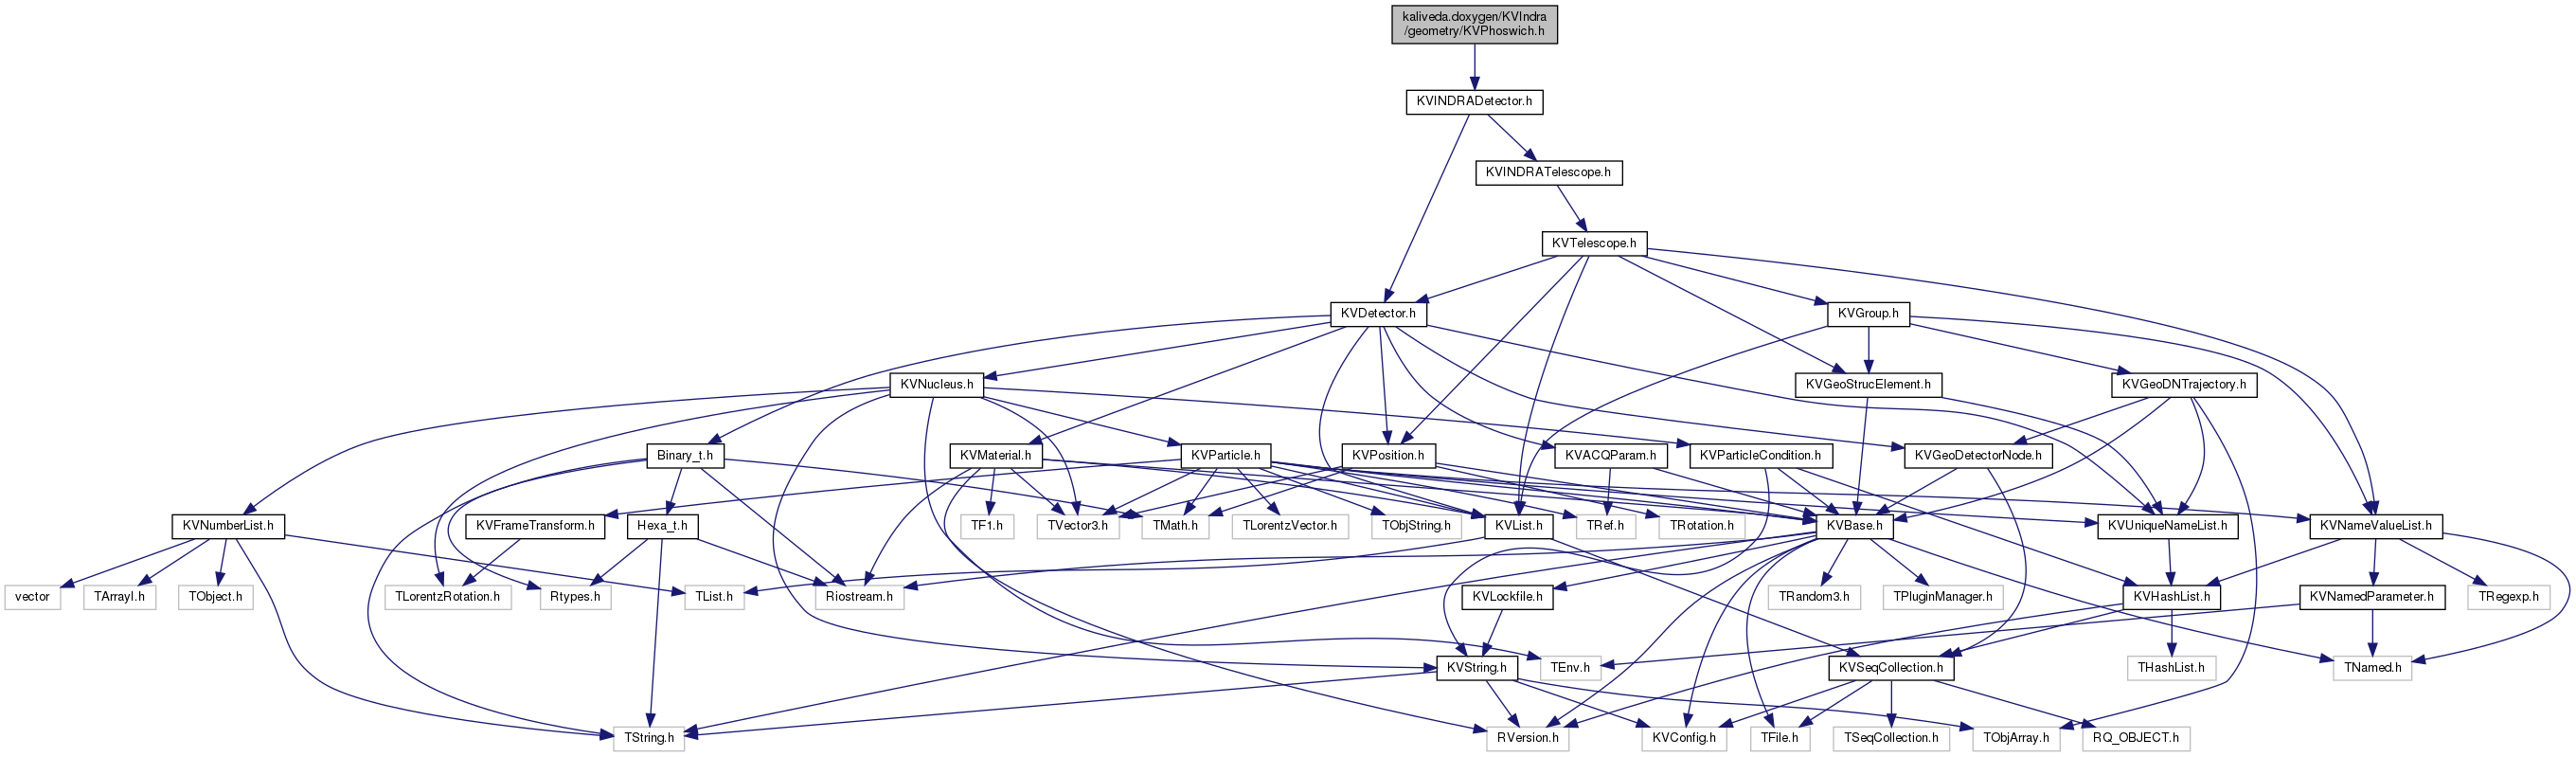 kaliveda.doxygen/KVIndra
/geometry/KVPhoswich.h
KVINDRADetector.h
KVINDRATelescope.h
KVTelescope.h
KVDetector.h
KVGroup.h
KVNucleus.h
KVGeoStrucElement.h
KVGeoDNTrajectory.h
Binary_t.h
KVMaterial.h
KVParticle.h
KVPosition.h
KVACQParam.h
KVParticleCondition.h
KVGeoDetectorNode.h
KVNumberList.h
KVFrameTransform.h
Hexa_t.h
TF1.h
TVector3.h
TMath.h
TLorentzVector.h
TObjString.h
KVList.h
TRef.h
TRotation.h
KVBase.h
KVUniqueNameList.h
KVNameValueList.h
vector
TArrayI.h
TObject.h
TLorentzRotation.h
Rtypes.h
TList.h
Riostream.h
KVLockfile.h
TRandom3.h
TPluginManager.h
KVHashList.h
KVNamedParameter.h
TRegexp.h
KVString.h
TEnv.h
KVSeqCollection.h
THashList.h
TNamed.h
TString.h
RVersion.h
KVConfig.h
TFile.h
TSeqCollection.h
TObjArray.h
RQ_OBJECT.h